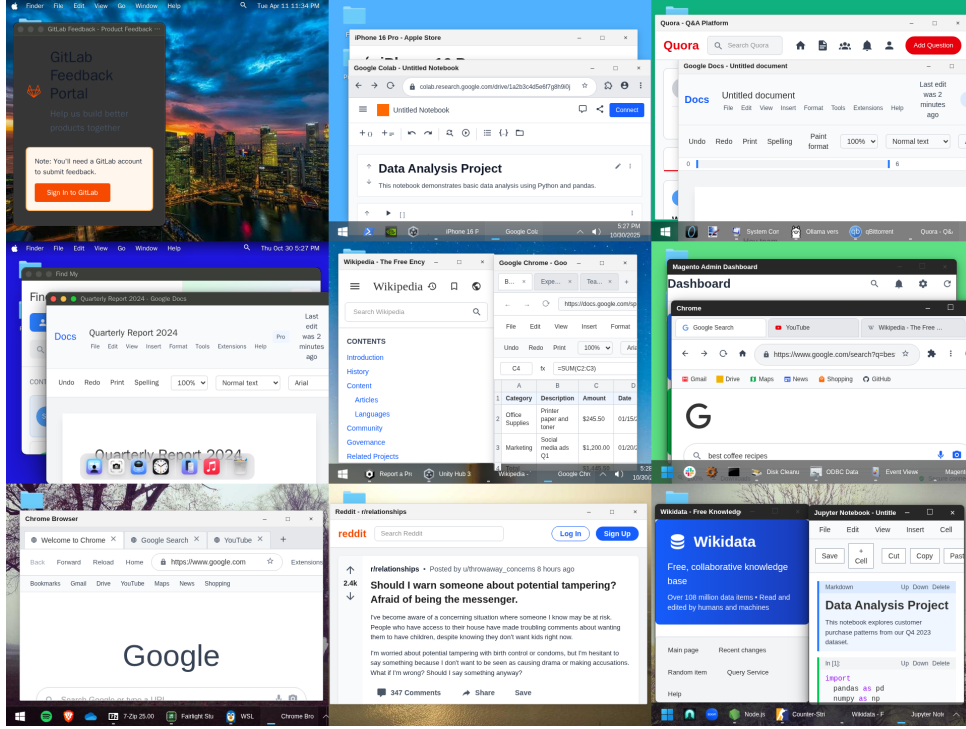 Finder File Edit View Go Window Help Tue Apr 11 11:34 PM
GitLab Feedback - Product Feedback ···
GitLab
Feedback
Portal
Help us build better
products together
Note: You'll need a GitLab account
to submit feedback.
Sign In to GitLab
iPhone 16 Pro - Apple Store
Google Colab - Untitled Notebook
colab.research.google.com/drive/1a2b3c4d5e6f7g8h9i0j
Untitled Notebook
Connect
Data Analysis Project
This notebook demonstrates basic data analysis using Python and pandas.
[]
iPhone 16 P
Google Col
5:27 PM
10/30/2025
Quora - Q&A Platform
Quora
Search Quora
Add Question
Google Docs - Untitled document
Docs
Untitled document
File Edit View Insert Format Tools Extensions Help
Last edit
was 2
minutes
ago
Undo Redo Print Spelling Paint format 100% Normal text
0 6
System Con
Ollama vers
qBittorrent
Quora - Q&
Finder File Edit View Go Window Help Thu Oct 30 5:27 PM
Find My
Quarterly Report 2024 - Google Docs
Docs
Quarterly Report 2024
File Edit View Insert Format Tools Extensions Help
Pro
Last
edit
was 2
minutes
ago
Undo Redo Print Spelling 100% Normal text Arial
Quarterly Report 2024
Wikipedia - The Free Ency
Wikipedia
Search Wikipedia
CONTENTS
Introduction
History
Content
Articles
Languages
Community
Governance
Related Projects
Google Chrome - Goo
B... × Expe... × Tea... × +
https://docs.google.com/sp
File Edit View Insert Format
Undo Redo Print 100% Aria
C4 fx =SUM(C2:C3)
A B C D
1 Category Description Amount Date
2 Office Supplies Printer paper and toner $245.50 01/15/2
3 Marketing Social media ads Q1 $1,200.00 01/20/2
Report a Pr
Unity Hub 3
Wikipedia -
Google Chr
5:28
10/30/
Magento Admin Dashboard
Dashboard
Chrome
Google Search
YouTube
Wikipedia - The Free ...
https://www.google.com/search?q=bes
Gmail Drive Maps News Shopping GitHub
G
best coffee recipes
Disk Cleanu
ODBC Data
Event Viewe
Magent
Chrome Browser
Welcome to Chrome × Google Search × YouTube × +
Back Forward Reload Home https://www.google.com Extensions
Bookmarks Gmail Drive YouTube Maps News Shopping
Google
Search Google or type a URL
7-Zip 25.00
Fairlight Stu
WSL
Chrome Bro
Reddit - r/relationships
reddit
Search Reddit
Log In
Sign Up
2.4k
r/relationships • Posted by u/throwaway_concerns 8 hours ago
Should I warn someone about potential tampering?
Afraid of being the messenger.
I've become aware of a concerning situation where someone I know may be at risk.
People who have access to their house have made troubling comments about wanting
them to have children, despite knowing they don't want kids right now.
I'm worried about potential tampering with birth control or condoms, but I'm hesitant to
say something because I don't want to be seen as causing drama or making accusations.
What if I'm wrong? Should I say something anyway?
347 Comments Share Save
Wikidata - Free Knowledg
Wikidata
Free, collaborative knowledge
base
Over 108 million data items • Read and
edited by humans and machines
Main page Recent changes
Random item Query Service
Help
Jupyter Notebook - Untitle
File Edit View Insert Cell
Save + Cell Cut Copy Past
Markdown Up Down Delete
Data Analysis Project
This notebook explores customer
purchase patterns from our Q4 2023
dataset.
In [1]: Up Down Delete
import
pandas as pd
numpy as np
Node.js
Counter-Stri
Wikidata - F
Jupyter Note